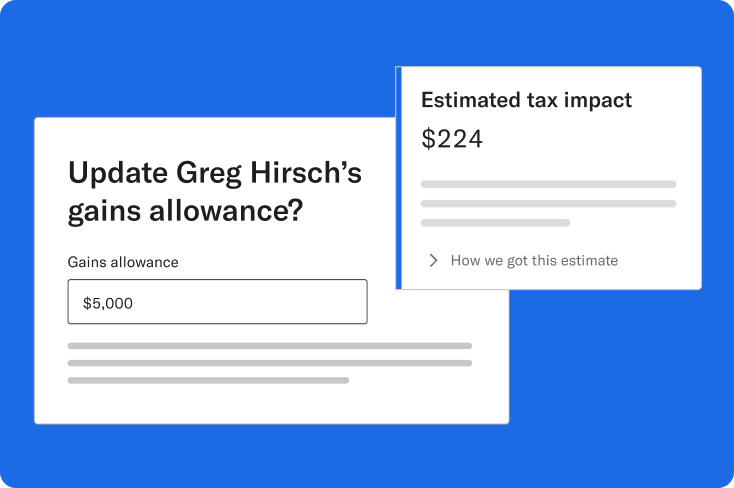 Update Greg Hirsch’s
gains allowance?
Gains allowance
$5,000
Estimated tax impact
$224
How we got this estimate